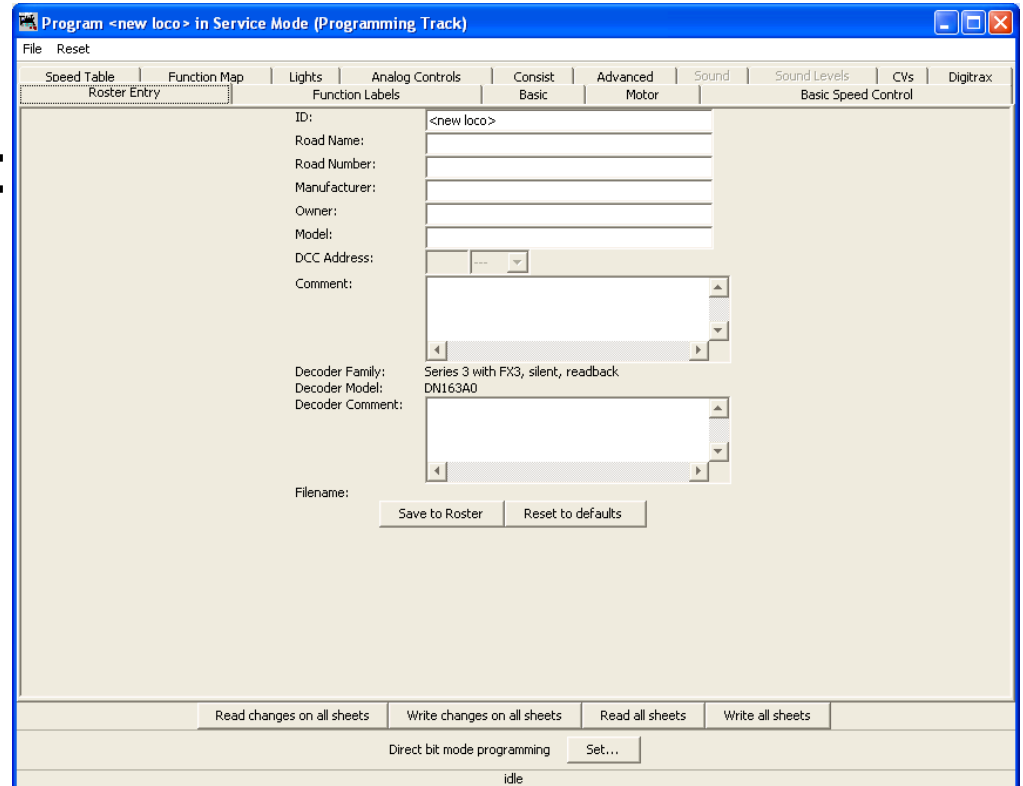 Program <new loco> in Service Mode (Programming Track)
File Reset
Speed Table Function Map Lights Analog Controls Consist Advanced Sound Sound Levels CVs Digitrax
Roster Entry Function Labels Basic Motor Basic Speed Control
ID: <new loco>
Road Name:
Road Number:
Manufacturer:
Owner:
Model:
DCC Address: ---
Comment:
Decoder Family: Series 3 with FX3, silent, readback
Decoder Model: DN163A0
Decoder Comment:
Filename:
Save to Roster Reset to defaults
Read changes on all sheets Write changes on all sheets Read all sheets Write all sheets
Direct bit mode programming Set...
idle